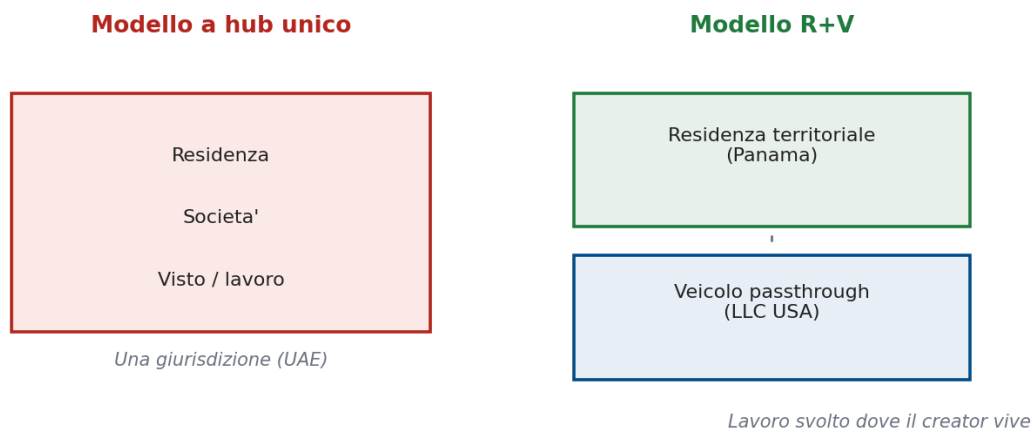 Modello a hub unico
Residenza
Societa'
Visto / lavoro
Una giurisdizione (UAE)
Modello R+V
Residenza territoriale
(Panama)
Veicolo passthrough
(LLC USA)
Lavoro svolto dove il creator vive